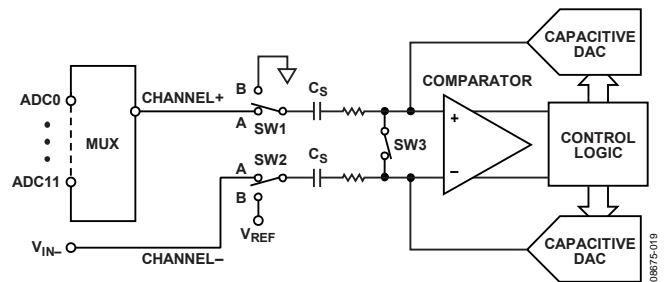 ADC0
ADC11
MUX
CHANNEL+
B
A
SW1
CS
COMPARATOR
CAPACITIVE
DAC
+
−
SW3
CONTROL
LOGIC
A
B
SW2
CS
VREF
VIN–
CHANNEL–
CAPACITIVE
DAC
08675-019